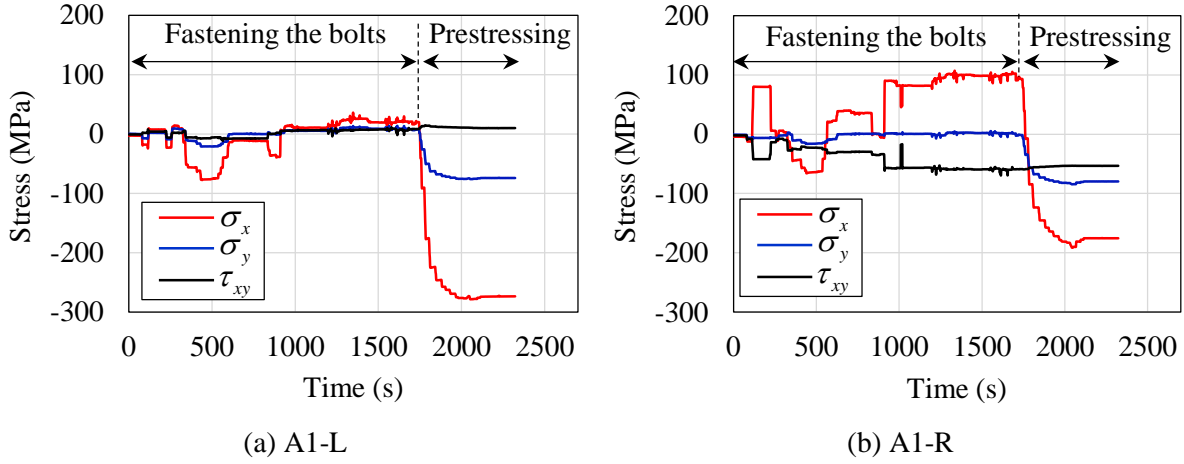 200
100
0
-100
-200
-300
Stress (MPa)
Fastening the bolts
Prestressing
σx
σy
τxy
0 500 1000 1500 2000 2500
Time (s)
(a) A1-L
200
100
0
-100
-200
-300
Stress (MPa)
Fastening the bolts
Prestressing
σx
σy
τxy
0 500 1000 1500 2000 2500
Time (s)
(b) A1-R